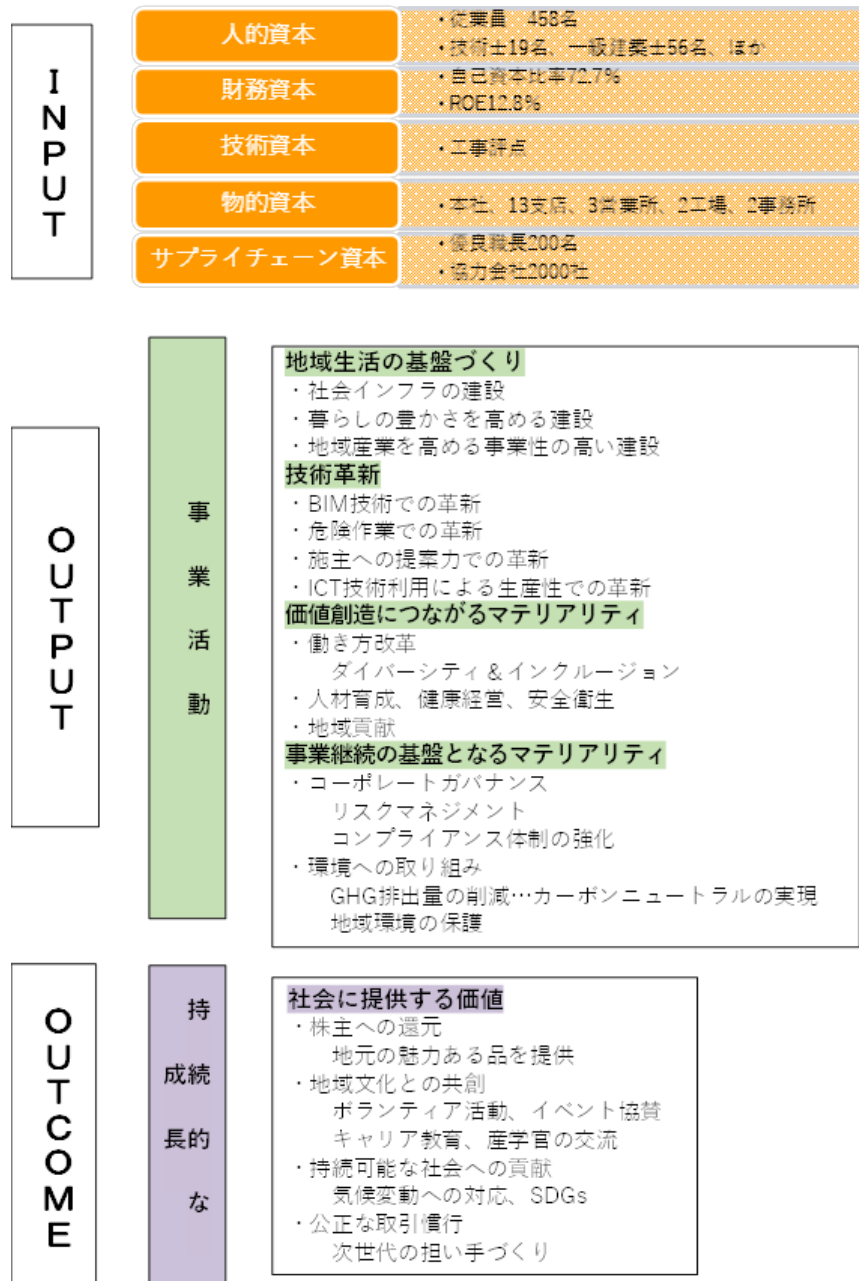 INPUT
人的資本
・従業員　458名
・技術士19名、一級建築士56名、ほか
財務資本
・自己資本比率72.7%
・ROE12.8%
技術資本
・工事評点
物的資本
・本社、13支店、3営業所、2工場、2事務所
サプライチェーン資本
・優良職長200名
・協力会社2000社
OUTPUT
事業活動
地域生活の基盤づくり
・社会インフラの建設
・暮らしの豊かさを高める建設
・地域産業を高める事業性の高い建設
技術革新
・BIM技術での革新
・危険作業での革新
・施主への提案力での革新
・ICT技術利用による生産性での革新
価値創造につながるマテリアリティ
・働き方改革
ダイバーシティ＆インクルージョン
・人材育成、健康経営、安全衛生
・地域貢献
事業継続の基盤となるマテリアリティ
・コーポレートガバナンス
リスクマネジメント
コンプライアンス体制の強化
・環境への取り組み
GHG排出量の削減…カーボンニュートラルの実現
地域環境の保護
OUTCOME
持続的な
成長
社会に提供する価値
・株主への還元
地元の魅力ある品を提供
・地域文化との共創
ボランティア活動、イベント協賛
キャリア教育、産学官の交流
・持続可能な社会への貢献
気候変動への対応、SDGs
・公正な取引慣行
次世代の担い手づくり